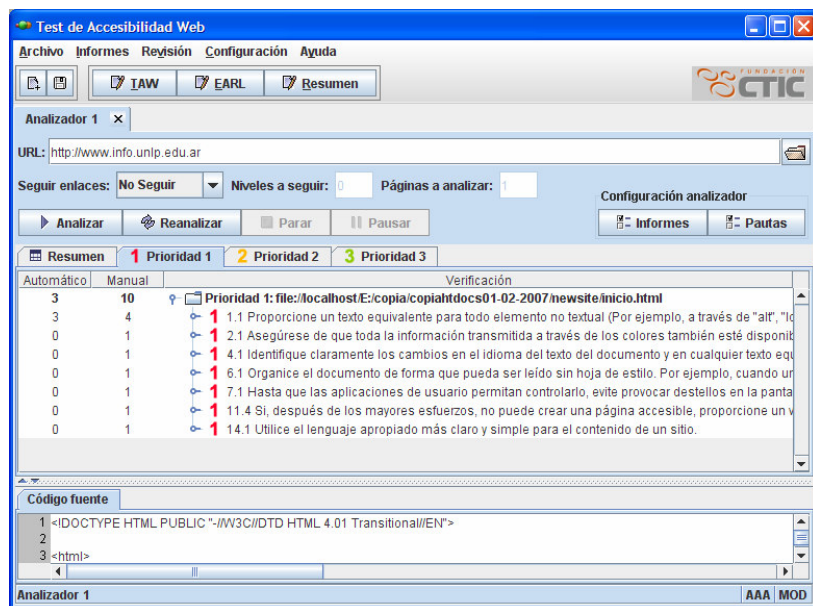 Test de Accesibilidad Web
Archivo Informes Revisión Configuración Ayuda
TAW EARL Resumen
FUNDACIÓN
CTIC
Analizador 1 X
URL: http://www.info.unlp.edu.ar
Seguir enlaces: No Seguir Niveles a seguir: 0 Páginas a analizar: 1
Configuración analizador
Analizar Reanalizar Parar Pausar Informes Pautas
Resumen 1 Prioridad 1 2 Prioridad 2 3 Prioridad 3
Automático Manual Verificación
3 10 Prioridad 1: file://localhost/E:/copia/copiahtdocs01-02-2007/newsite/inicio.html
3 4 1 1.1 Proporcione un texto equivalente para todo elemento no textual (Por ejemplo, a través de "alt", "lo
0 1 1 2.1 Asegúrese de que toda la información transmitida a través de los colores también esté disponib
0 1 1 4.1 Identifique claramente los cambios en el idioma del texto del documento y en cualquier texto equ
0 1 1 6.1 Organice el documento de forma que pueda ser leído sin hoja de estilo. Por ejemplo, cuando un
0 1 1 7.1 Hasta que las aplicaciones de usuario permitan controlarlo, evite provocar destellos en la panta
0 1 1 11.4 Si, después de los mayores esfuerzos, no puede crear una página accesible, proporcione un v
0 1 1 14.1 Utilice el lenguaje apropiado más claro y simple para el contenido de un sitio.
Código fuente
1 <!DOCTYPE HTML PUBLIC "-//W3C//DTD HTML 4.01 Transitional//EN">
2
3 <html>
Analizador 1 AAA MOD